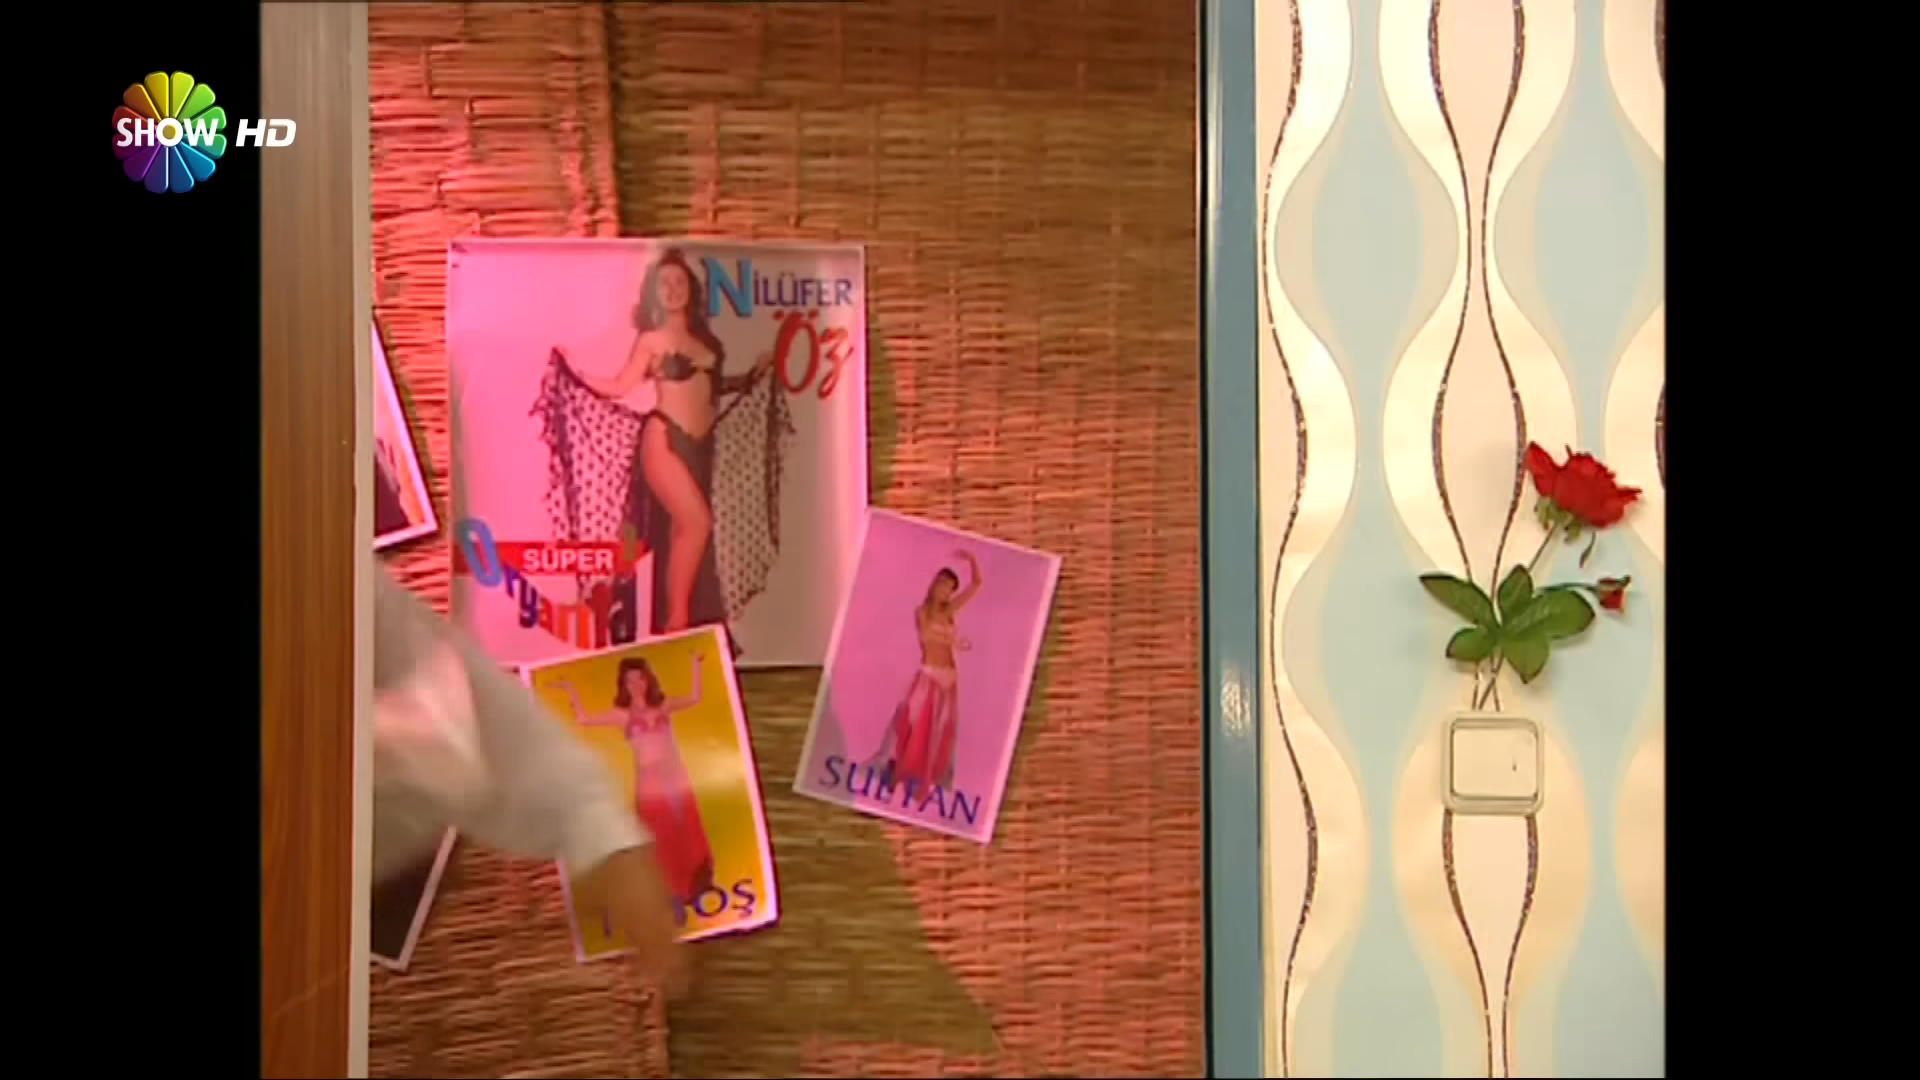 SHOW HD
NİLÜFER
Öz
SÜPER
Oryantal
SULTAN